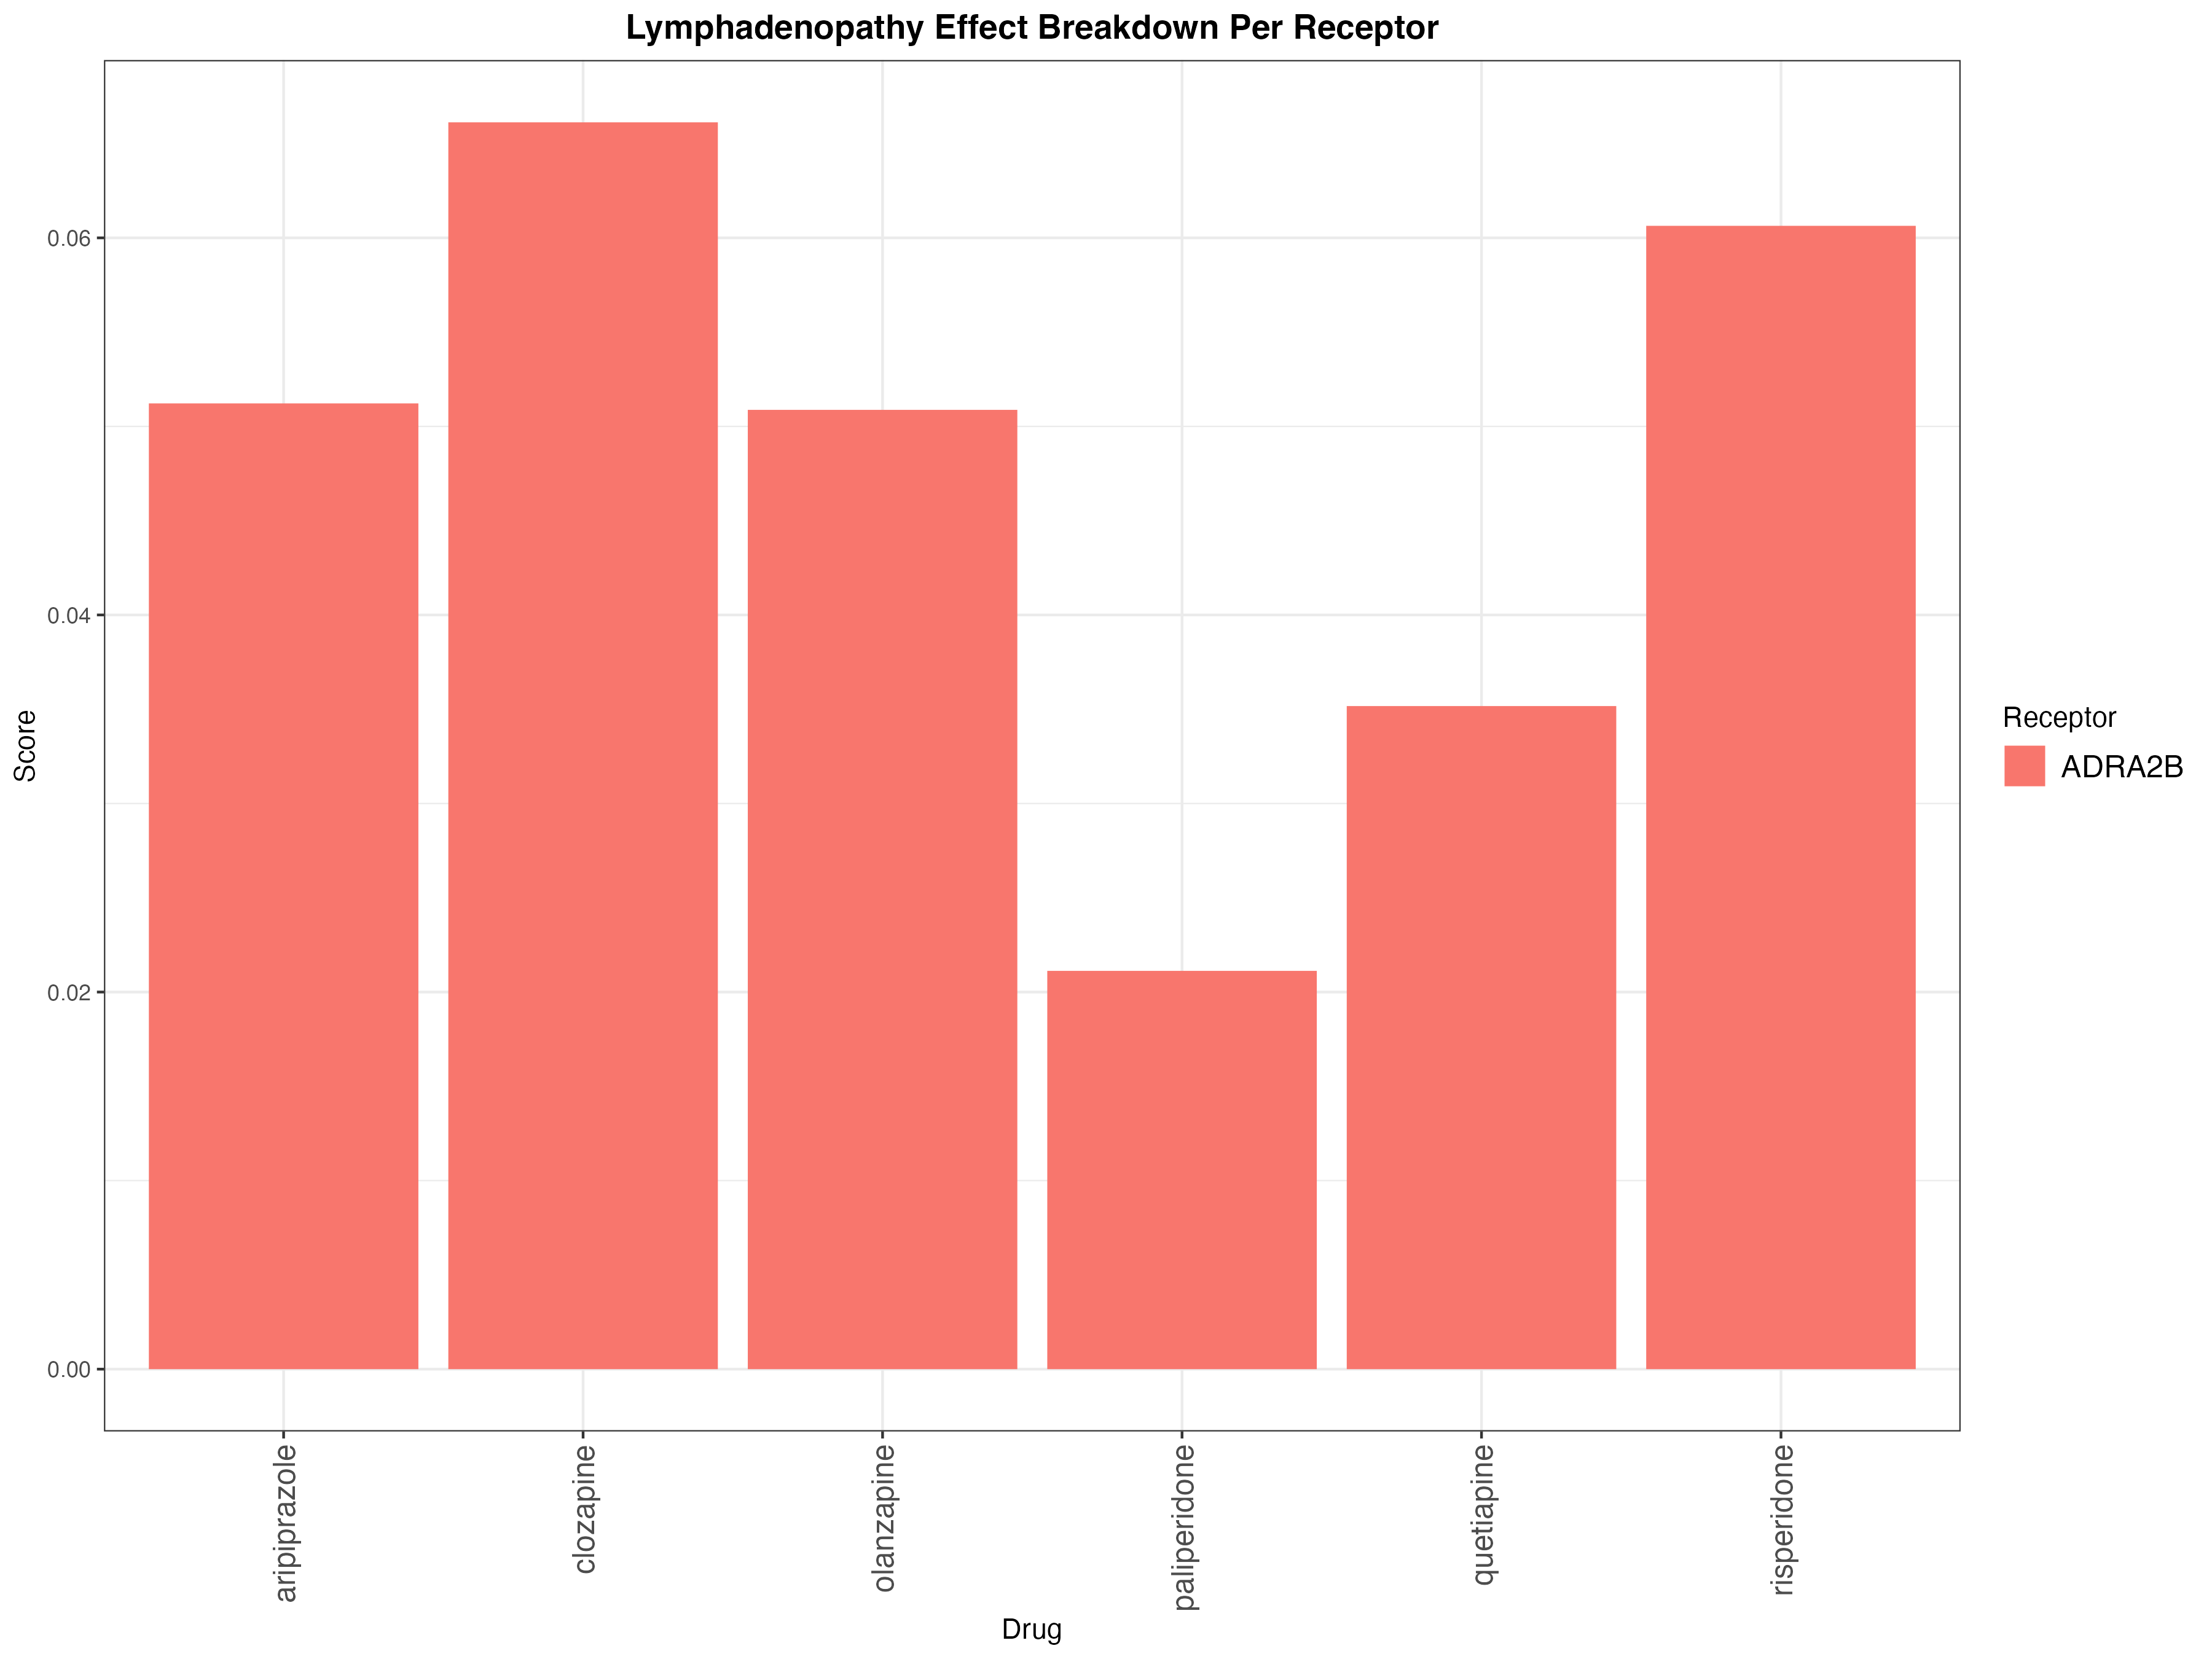 Lymphadenopathy Effect Breakdown Per Receptor
0.06
0.04
0.02
0.00
Score
aripiprazole
clozapine
olanzapine
paliperidone
quetiapine
risperidone
Drug
Receptor
ADRA2B